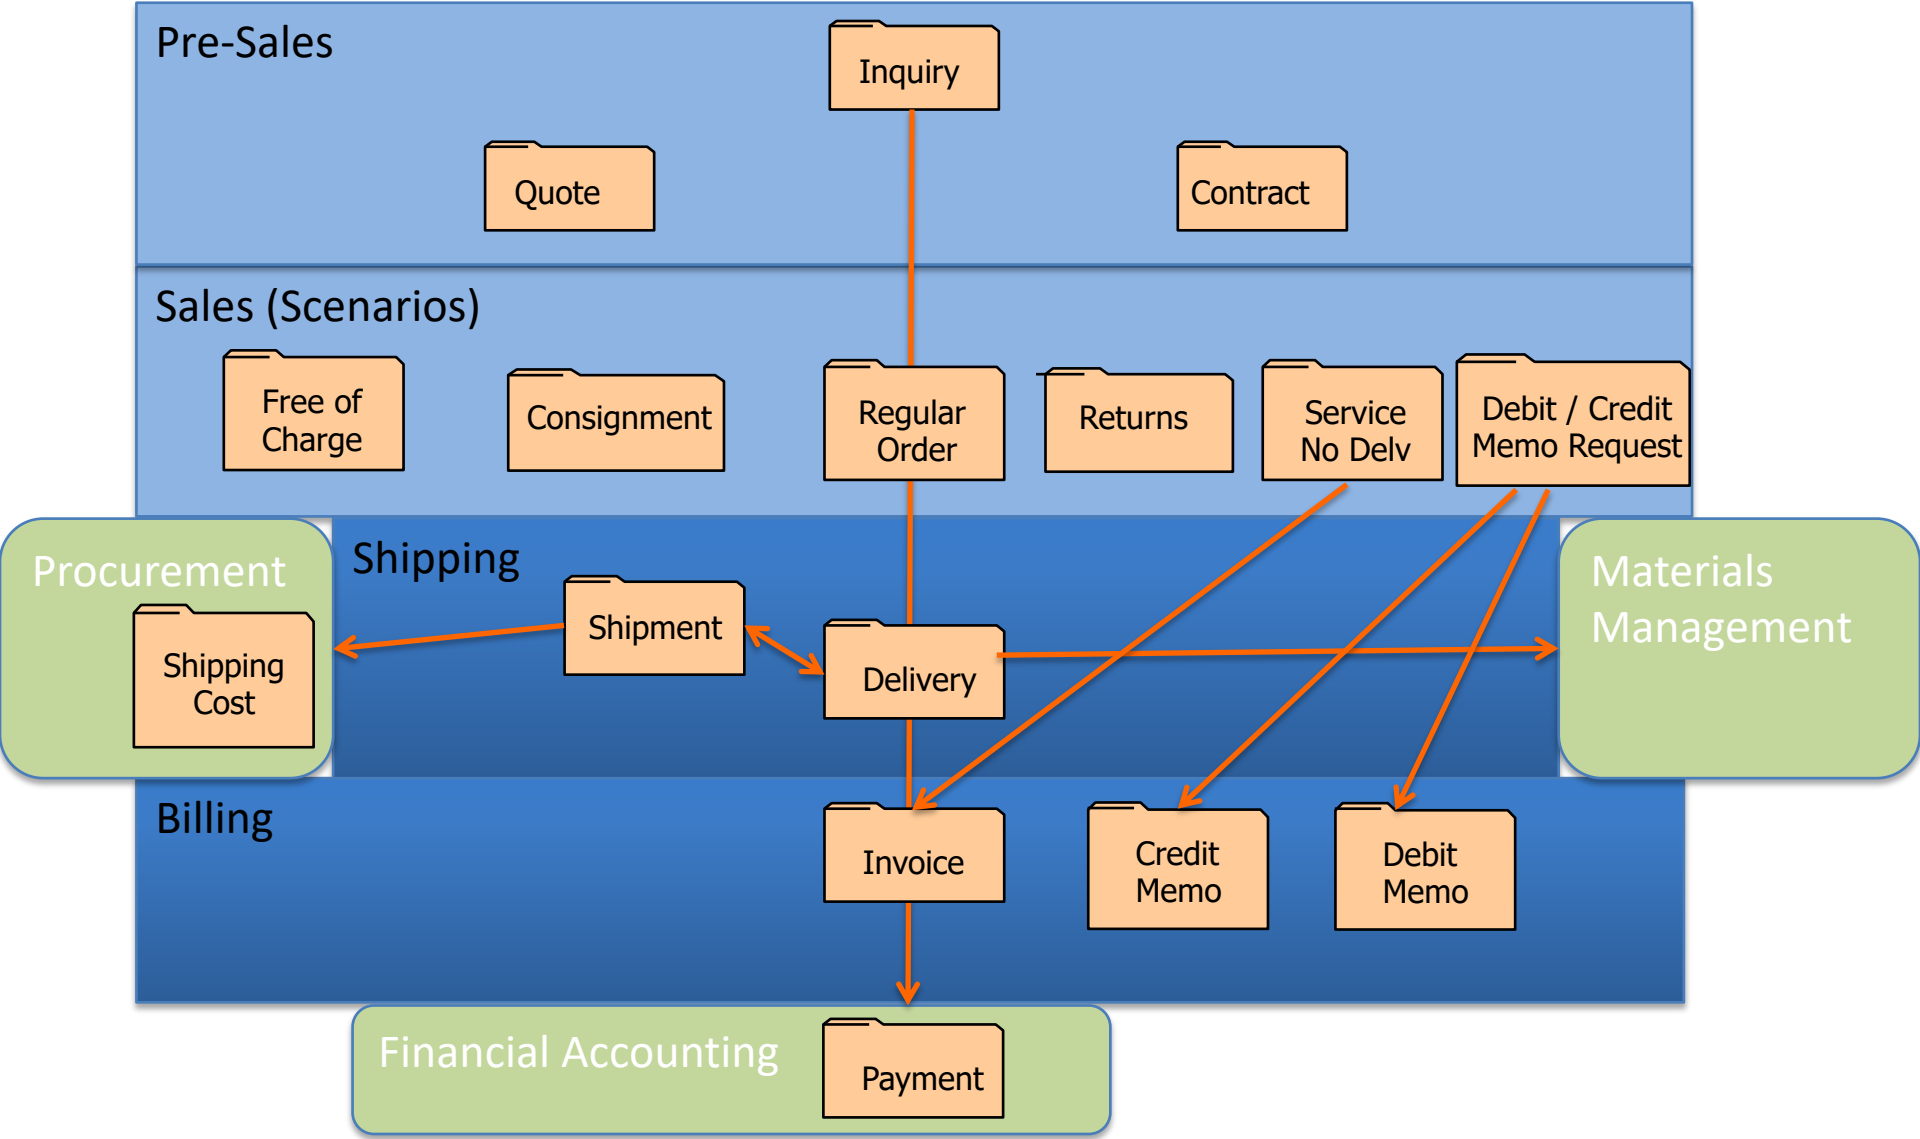 Pre-Sales
Inquiry
Quote
Contract
Sales (Scenarios)
Free of
Charge
Consignment
Regular
Order
Returns
Service
No Delv
Debit / Credit
Memo Request
Procurement
Shipping
Cost
Shipping
Shipment
Delivery
Materials
Management
Billing
Invoice
Credit
Memo
Debit
Memo
Financial Accounting
Payment